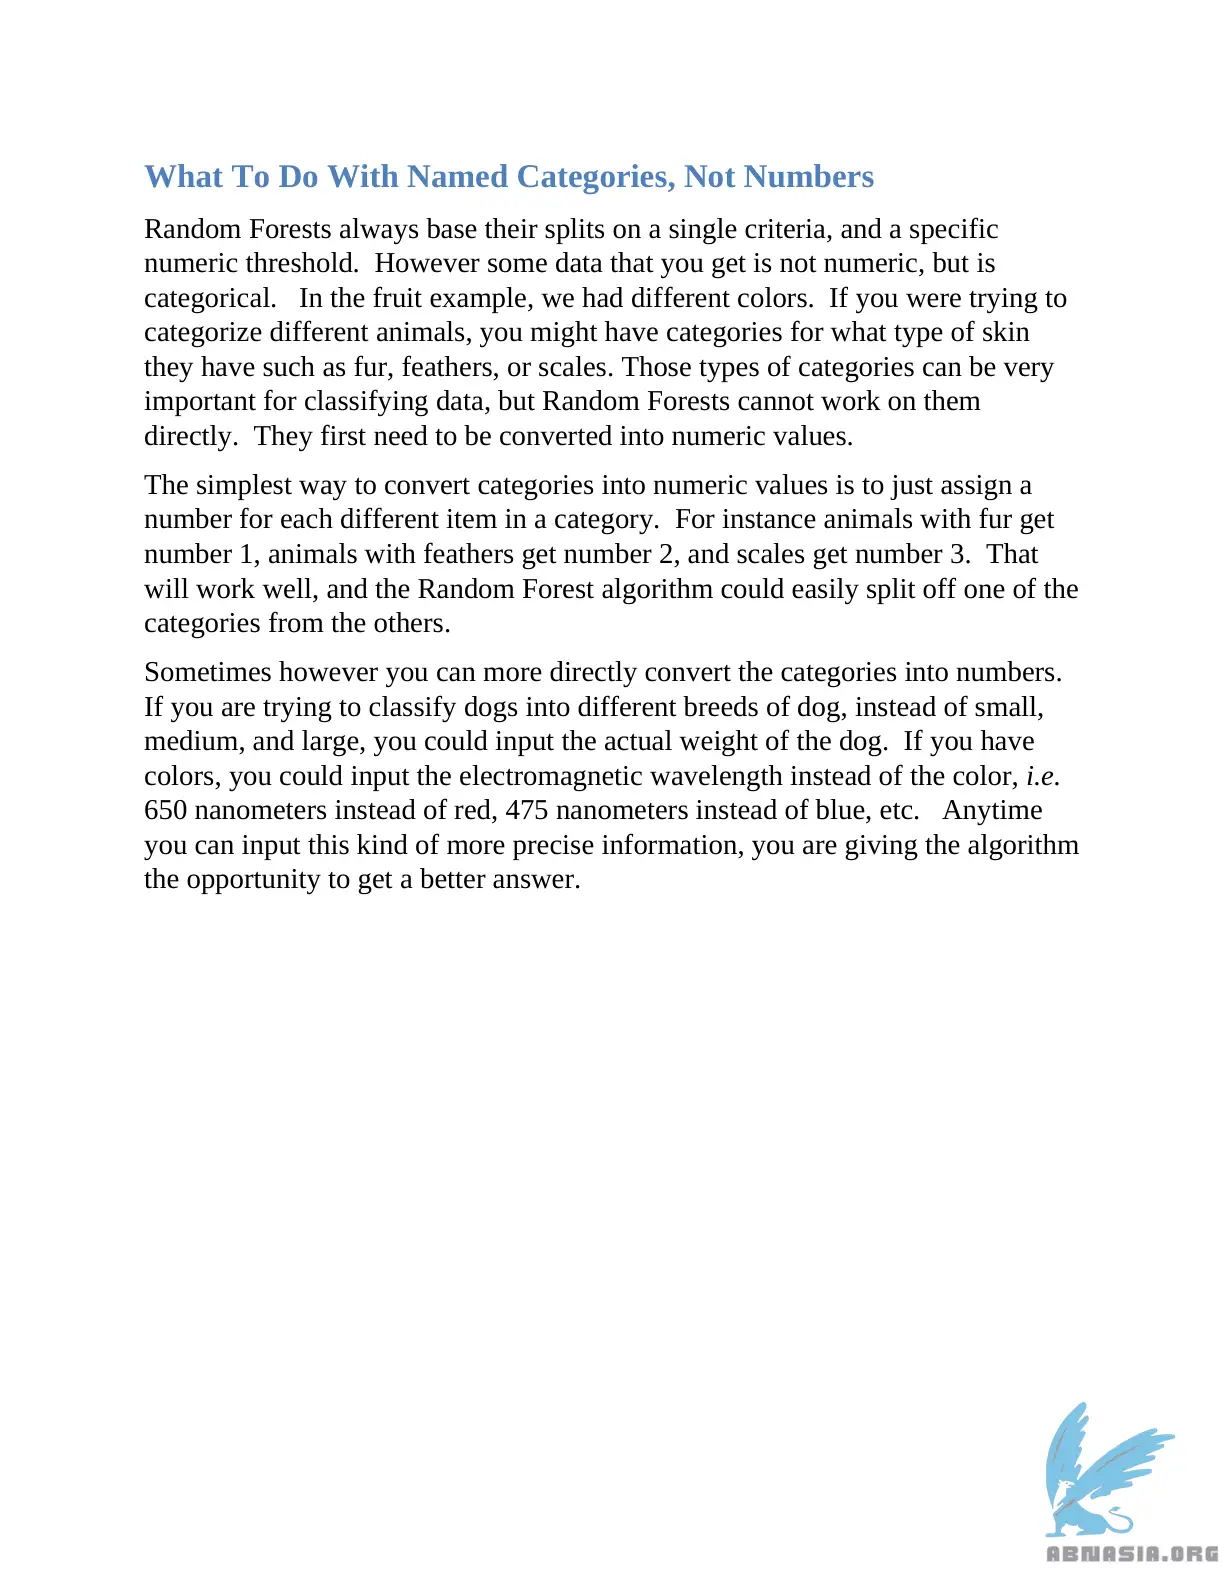 What To Do With Named Categories, Not Numbers
Random Forests always base their splits on a single criteria, and a specific
numeric threshold.  However some data that you get is not numeric, but is
categorical.   In the fruit example, we had different colors.  If you were trying to
categorize different animals, you might have categories for what type of skin
they have such as fur, feathers, or scales. Those types of categories can be very
important for classifying data, but Random Forests cannot work on them
directly.  They first need to be converted into numeric values.
The simplest way to convert categories into numeric values is to just assign a
number for each different item in a category.  For instance animals with fur get
number 1, animals with feathers get number 2, and scales get number 3.  That
will work well, and the Random Forest algorithm could easily split off one of the
categories from the others.
Sometimes however you can more directly convert the categories into numbers.
If you are trying to classify dogs into different breeds of dog, instead of small,
medium, and large, you could input the actual weight of the dog.  If you have
colors, you could input the electromagnetic wavelength instead of the color, i.e.
650 nanometers instead of red, 475 nanometers instead of blue, etc.   Anytime
you can input this kind of more precise information, you are giving the algorithm
the opportunity to get a better answer.
ABNASIA.ORG